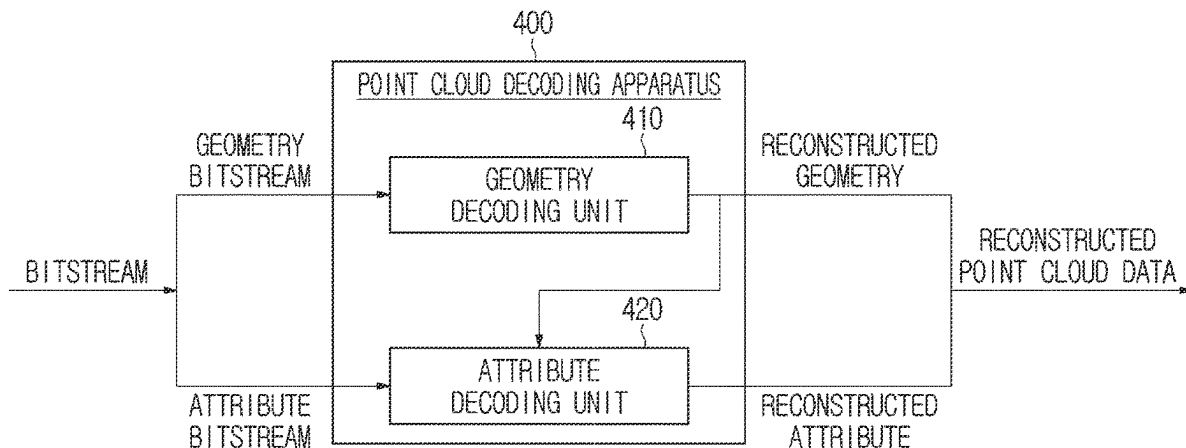 400
POINT CLOUD DECODING APPARATUS
410
GEOMETRY
BITSTREAM
GEOMETRY
DECODING UNIT
RECONSTRUCTED
GEOMETRY
BITSTREAM
RECONSTRUCTED
POINT CLOUD DATA
420
ATTRIBUTE
DECODING UNIT
ATTRIBUTE
BITSTREAM
RECONSTRUCTED
ATTRIBUTE